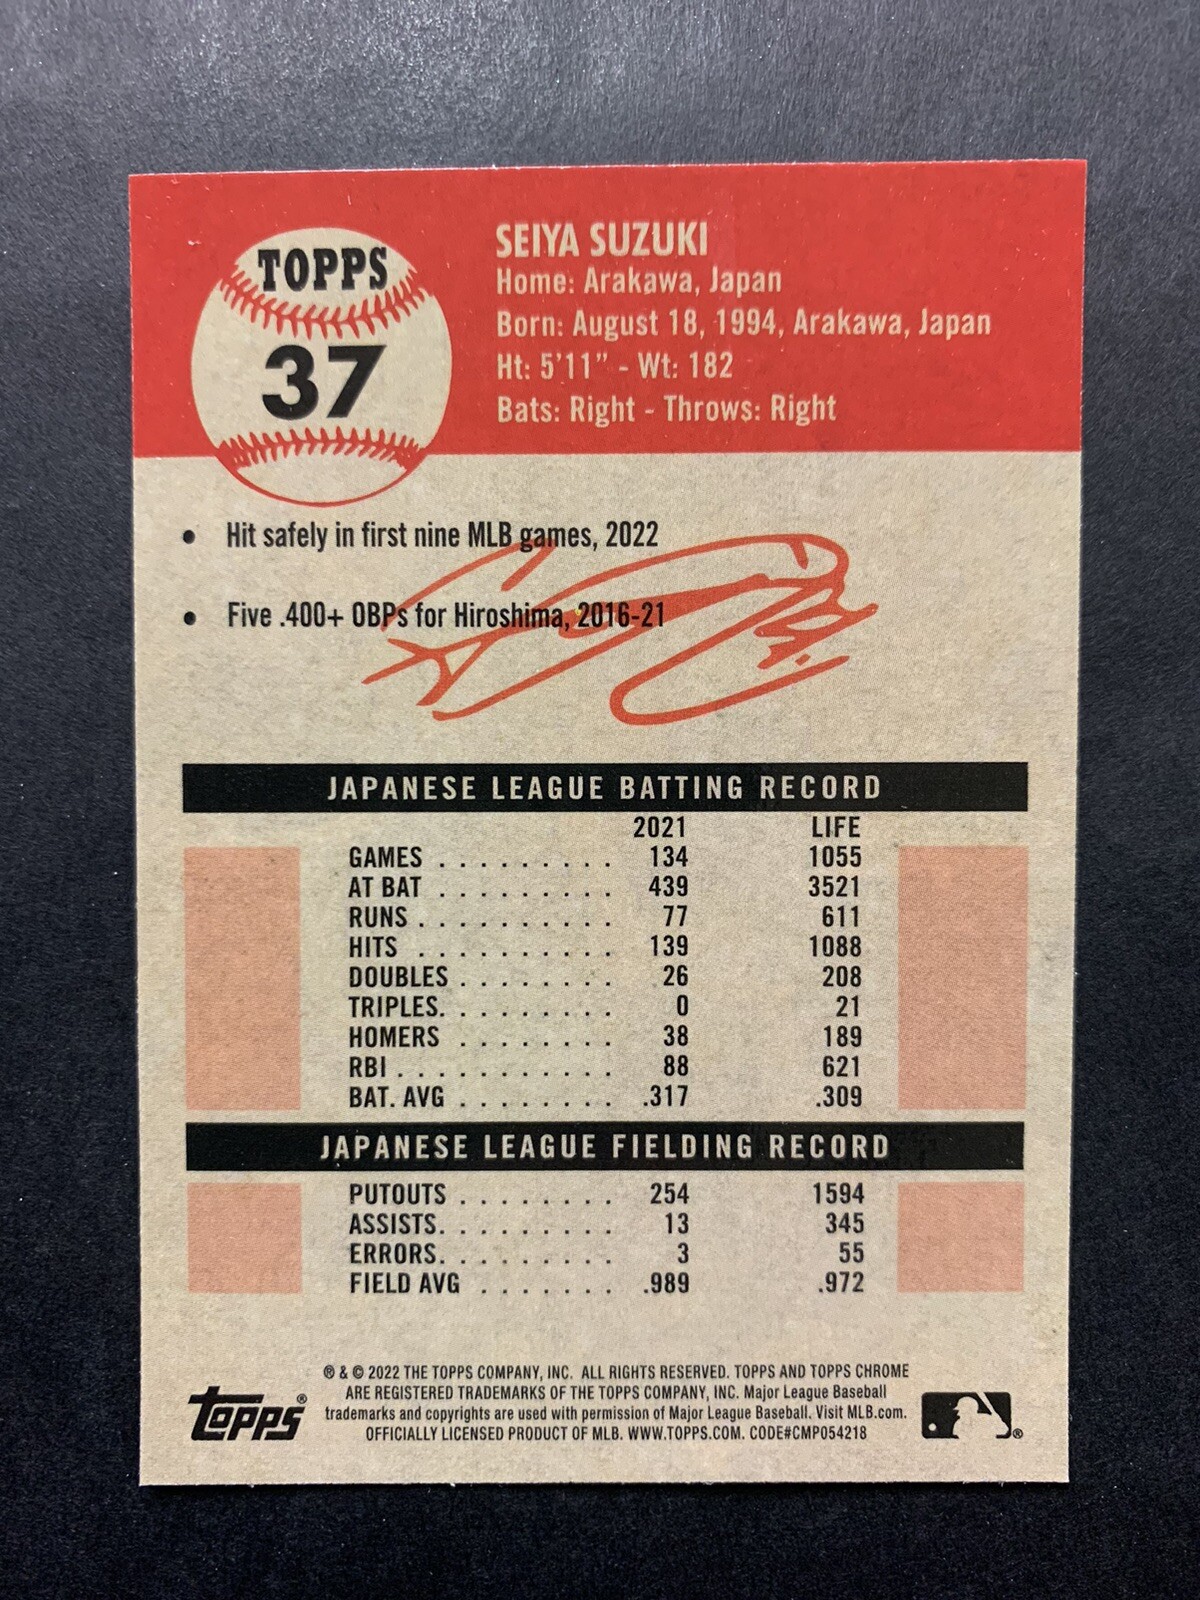 TOPPS
37
SEIYA SUZUKI
Home: Arakawa, Japan
Born: August 18, 1994, Arakawa, Japan
Ht: 5'11" - Wt: 182
Bats: Right - Throws: Right
• Hit safely in first nine MLB games, 2022
• Five .400+ OBPs for Hiroshima, 2016-21
JAPANESE LEAGUE BATTING RECORD
2021 LIFE
GAMES . . . . . . . . . 134 1055
AT BAT . . . . . . . . . 439 3521
RUNS . . . . . . . . . . 77 611
HITS . . . . . . . . . . 139 1088
DOUBLES . . . . . . . . 26 208
TRIPLES. . . . . . . . . 0 21
HOMERS . . . . . . . . 38 189
RBI . . . . . . . . . . . 88 621
BAT. AVG . . . . . . . . .317 .309
JAPANESE LEAGUE FIELDING RECORD
PUTOUTS . . . . . . . . 254 1594
ASSISTS. . . . . . . . . 13 345
ERRORS. . . . . . . . . 3 55
FIELD AVG . . . . . . . .989 .972
® & © 2022 THE TOPPS COMPANY, INC. ALL RIGHTS RESERVED. TOPPS AND TOPPS CHROME
ARE REGISTERED TRADEMARKS OF THE TOPPS COMPANY, INC. Major League Baseball
trademarks and copyrights are used with permission of Major League Baseball. Visit MLB.com.
OFFICIALLY LICENSED PRODUCT OF MLB. WWW.TOPPS.COM. CODE#CMP054218
topps®
®